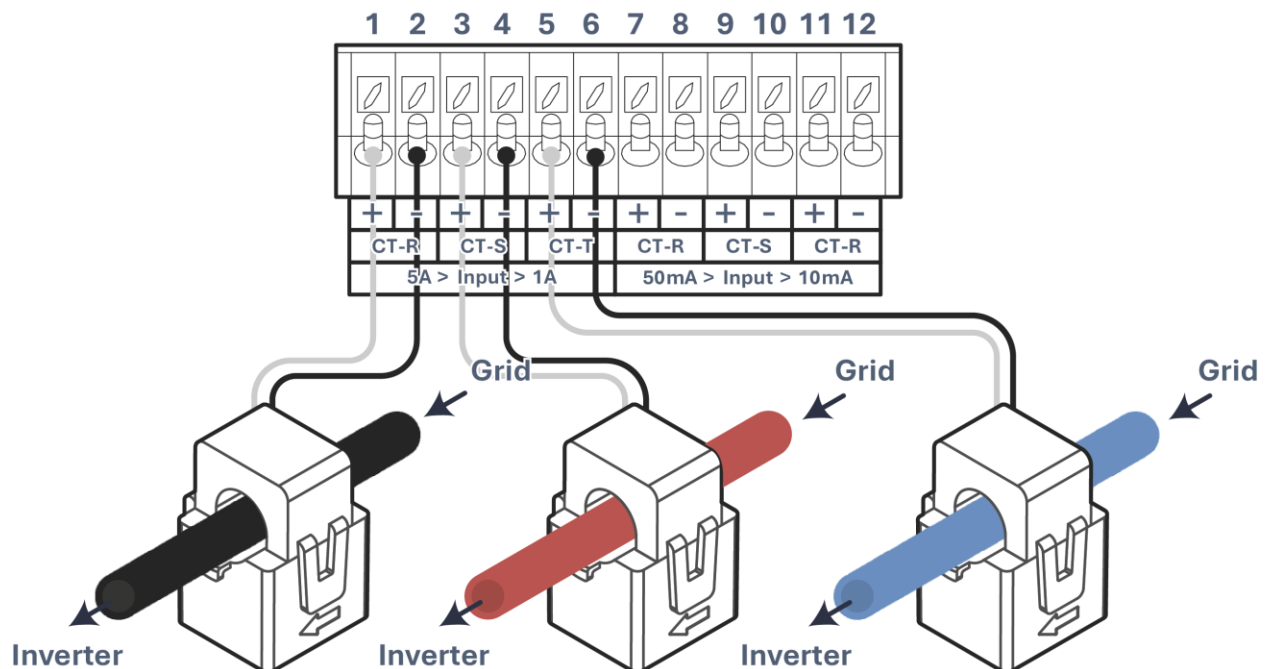 1 2 3 4 5 6 7 8 9 10 11 12
+ - + - + - + - + - + -
CT-R CT-S CT-T CT-R CT-S CT-R
5A > Input > 1A 50mA > Input > 10mA
Grid Grid Grid
Inverter Inverter Inverter